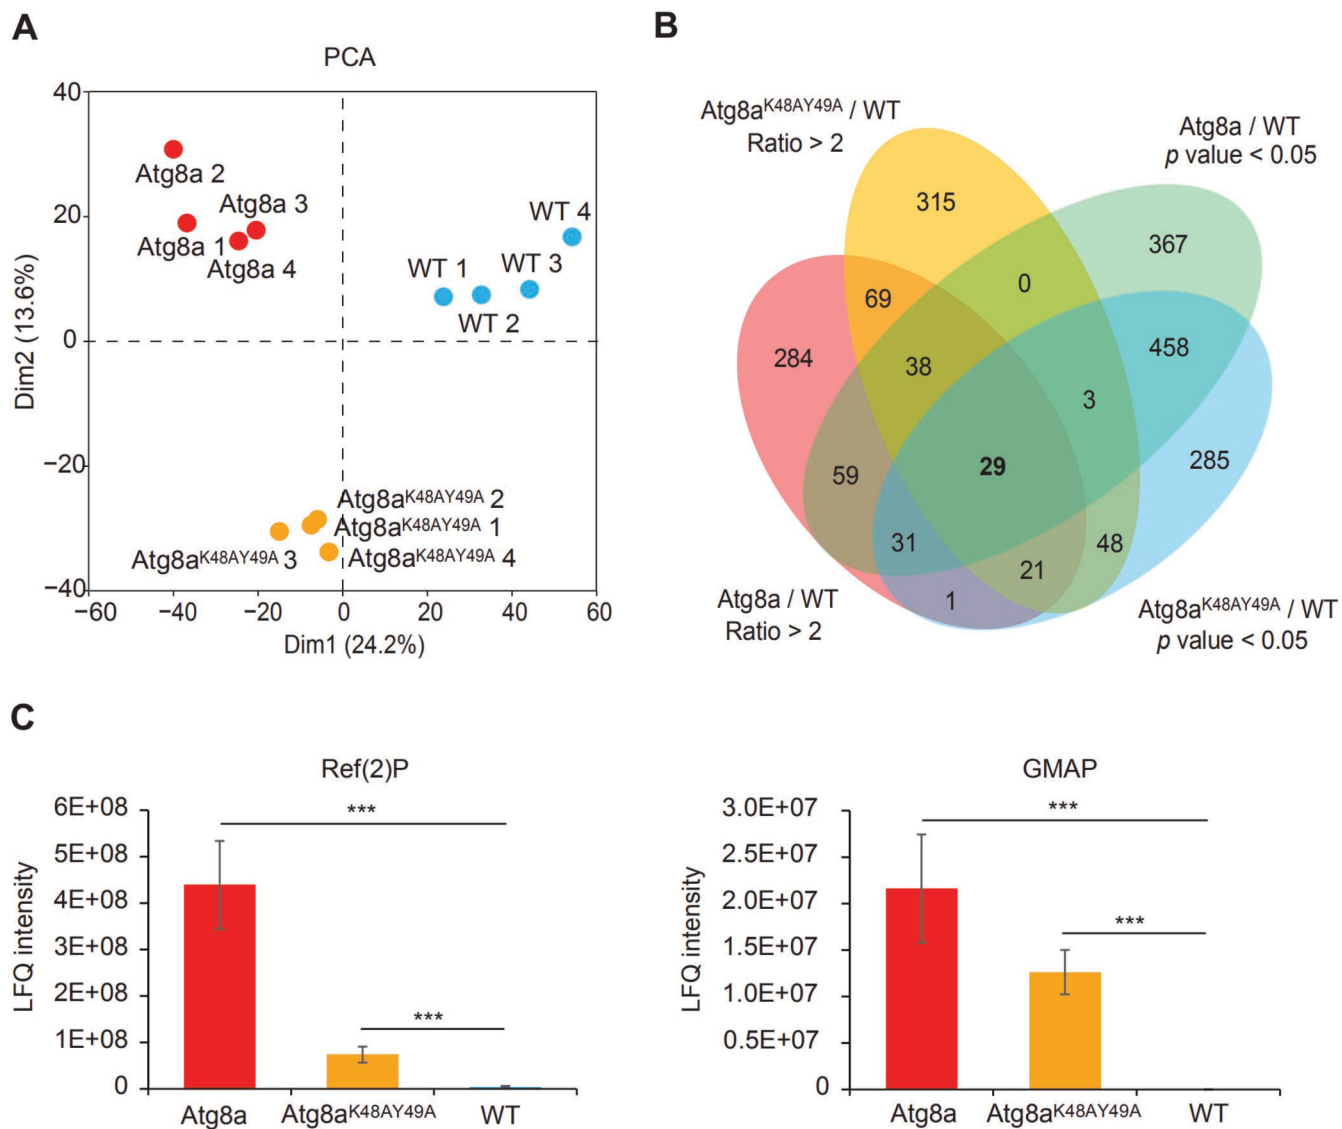 A
PCA
40
20
0
−20
−40
−60
−40
−20
0
20
40
60
Dim2 (13.6%)
Dim1 (24.2%)
Atg8a 2
Atg8a 3
Atg8a 1
Atg8a 4
WT 4
WT 1
WT 3
WT 2
Atg8aK48AY49A 2
Atg8aK48AY49A 1
Atg8aK48AY49A 3
Atg8aK48AY49A 4
B
Atg8aK48AY49A / WT
Ratio > 2
Atg8a / WT
p value < 0.05
315
367
69
0
284
38
458
3
59
29
285
31
21
48
1
Atg8a / WT
Ratio > 2
Atg8aK48AY49A / WT
p value < 0.05
C
Ref(2)P
6E+08
5E+08
4E+08
3E+08
2E+08
1E+08
0
LFQ intensity
***
***
Atg8a
Atg8aK48AY49A
WT
GMAP
3.0E+07
2.5E+07
2.0E+07
1.5E+07
1.0E+07
0.5E+07
0
LFQ intensity
***
***
Atg8a
Atg8aK48AY49A
WT